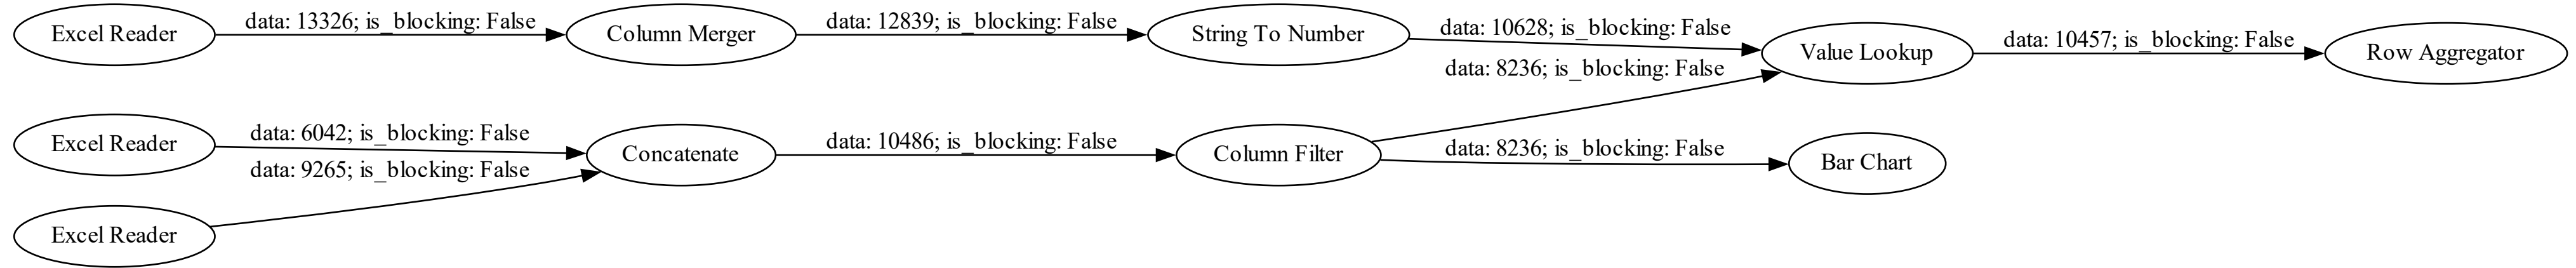 Excel Reader
data: 13326; is_blocking: False
Column Merger
data: 12839; is_blocking: False
String To Number
data: 10628; is_blocking: False
Value Lookup
data: 10457; is_blocking: False
Row Aggregator
data: 8236; is_blocking: False
Excel Reader
data: 6042; is_blocking: False
Concatenate
data: 10486; is_blocking: False
Column Filter
data: 8236; is_blocking: False
Bar Chart
data: 9265; is_blocking: False
Excel Reader